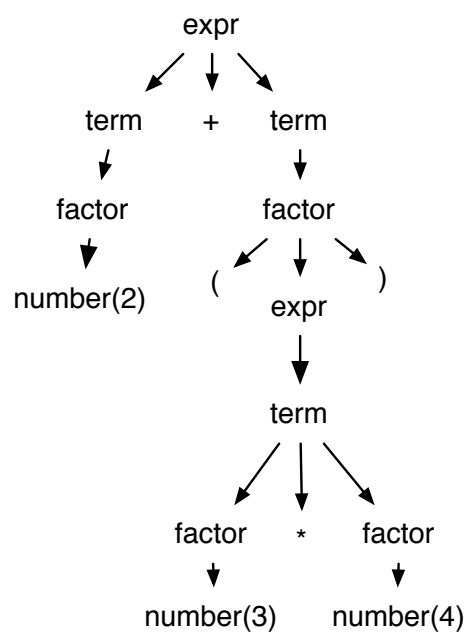 expr
term + term
factor factor
( )
number(2) expr
term
factor * factor
number(3) number(4)